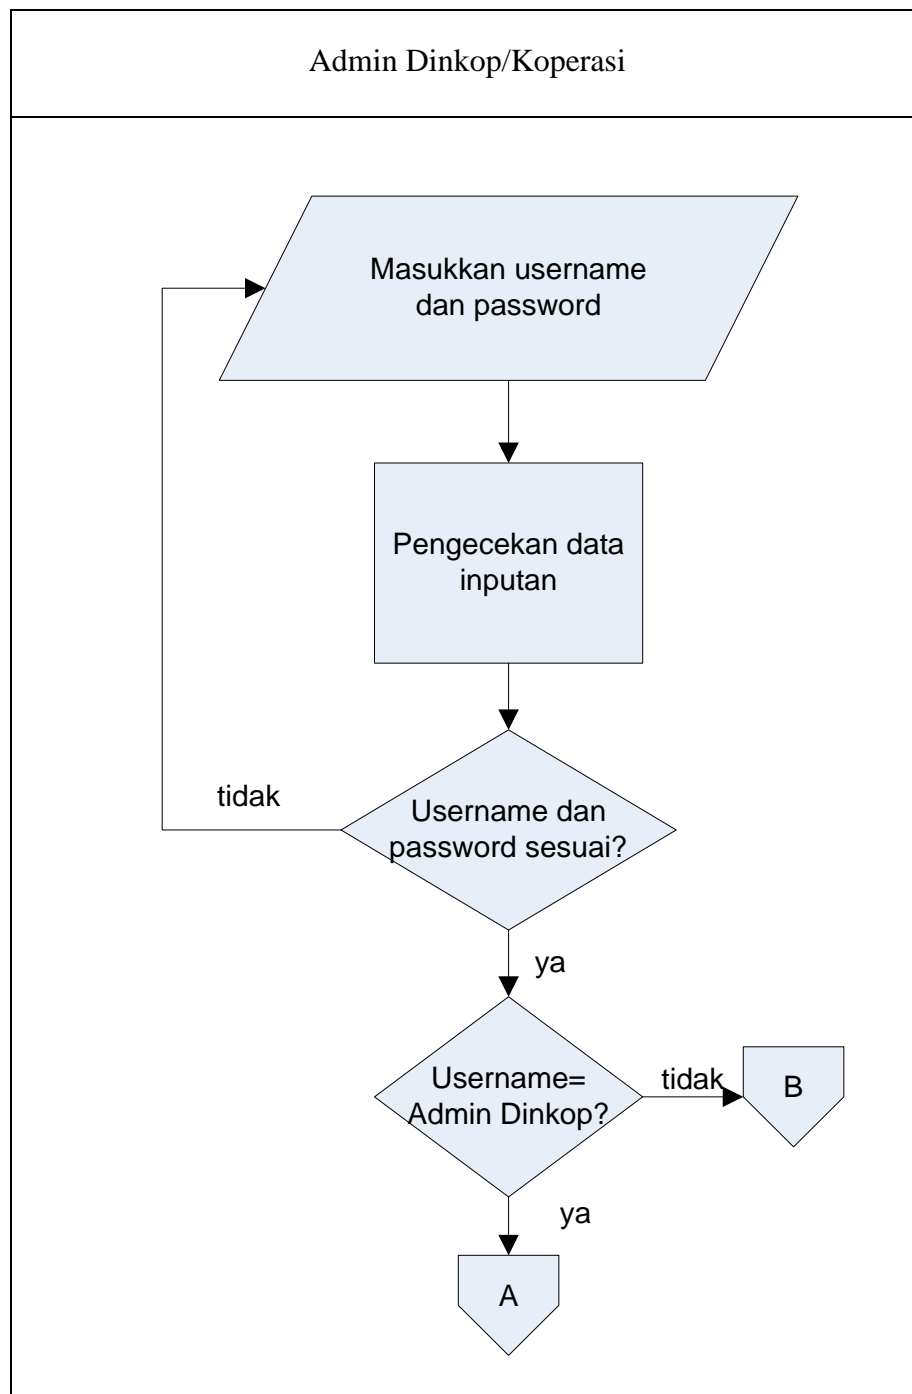 Admin Dinkop/Koperasi
Masukkan username
dan password
Pengecekan data
inputan
tidak
Username dan
password sesuai?
ya
Username=
Admin Dinkop?
tidak
B
ya
A